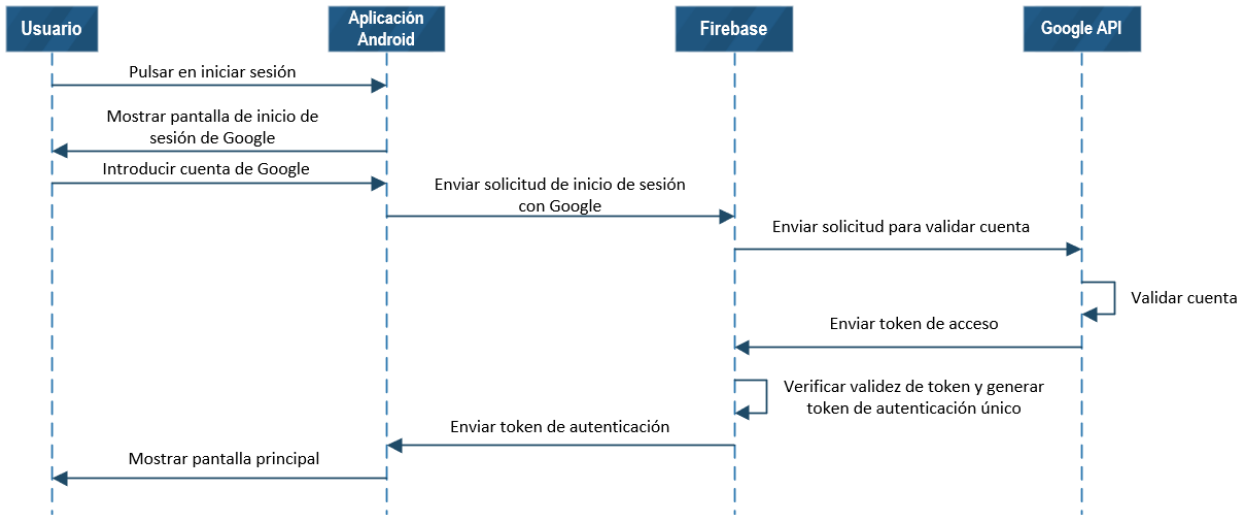 Usuario
Aplicación
Android
Firebase
Google API
Pulsar en iniciar sesión
Mostrar pantalla de inicio de
sesión de Google
Introducir cuenta de Google
Enviar solicitud de inicio de sesión
con Google
Enviar solicitud para validar cuenta
Validar cuenta
Enviar token de acceso
Verificar validez de token y generar
token de autenticación único
Enviar token de autenticación
Mostrar pantalla principal